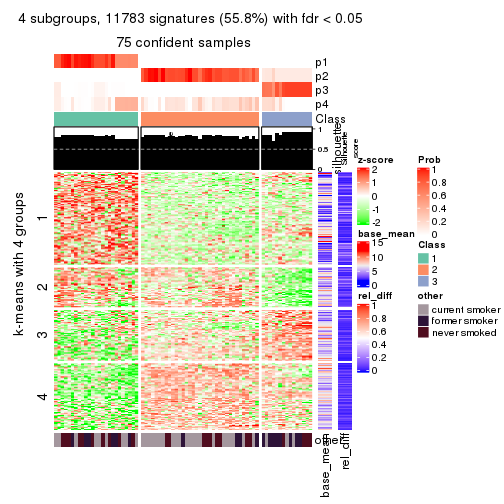 4 subgroups, 11783 signatures (55.8%) with fdr < 0.05
75 confident samples
p1
p2
p3
p4
Class
1
0.5
0
silhouette
Silhouette
score
k-means with 4 groups
1
2
3
4
other
base_mean
rel_diff
z-score
2
1
0
-1
-2
base_mean
15
10
5
0
rel_diff
1
0.8
0.6
0.4
0.2
0
Prob
1
0.8
0.6
0.4
0.2
0
Class
1
2
3
other
current smoker
former smoker
never smoked